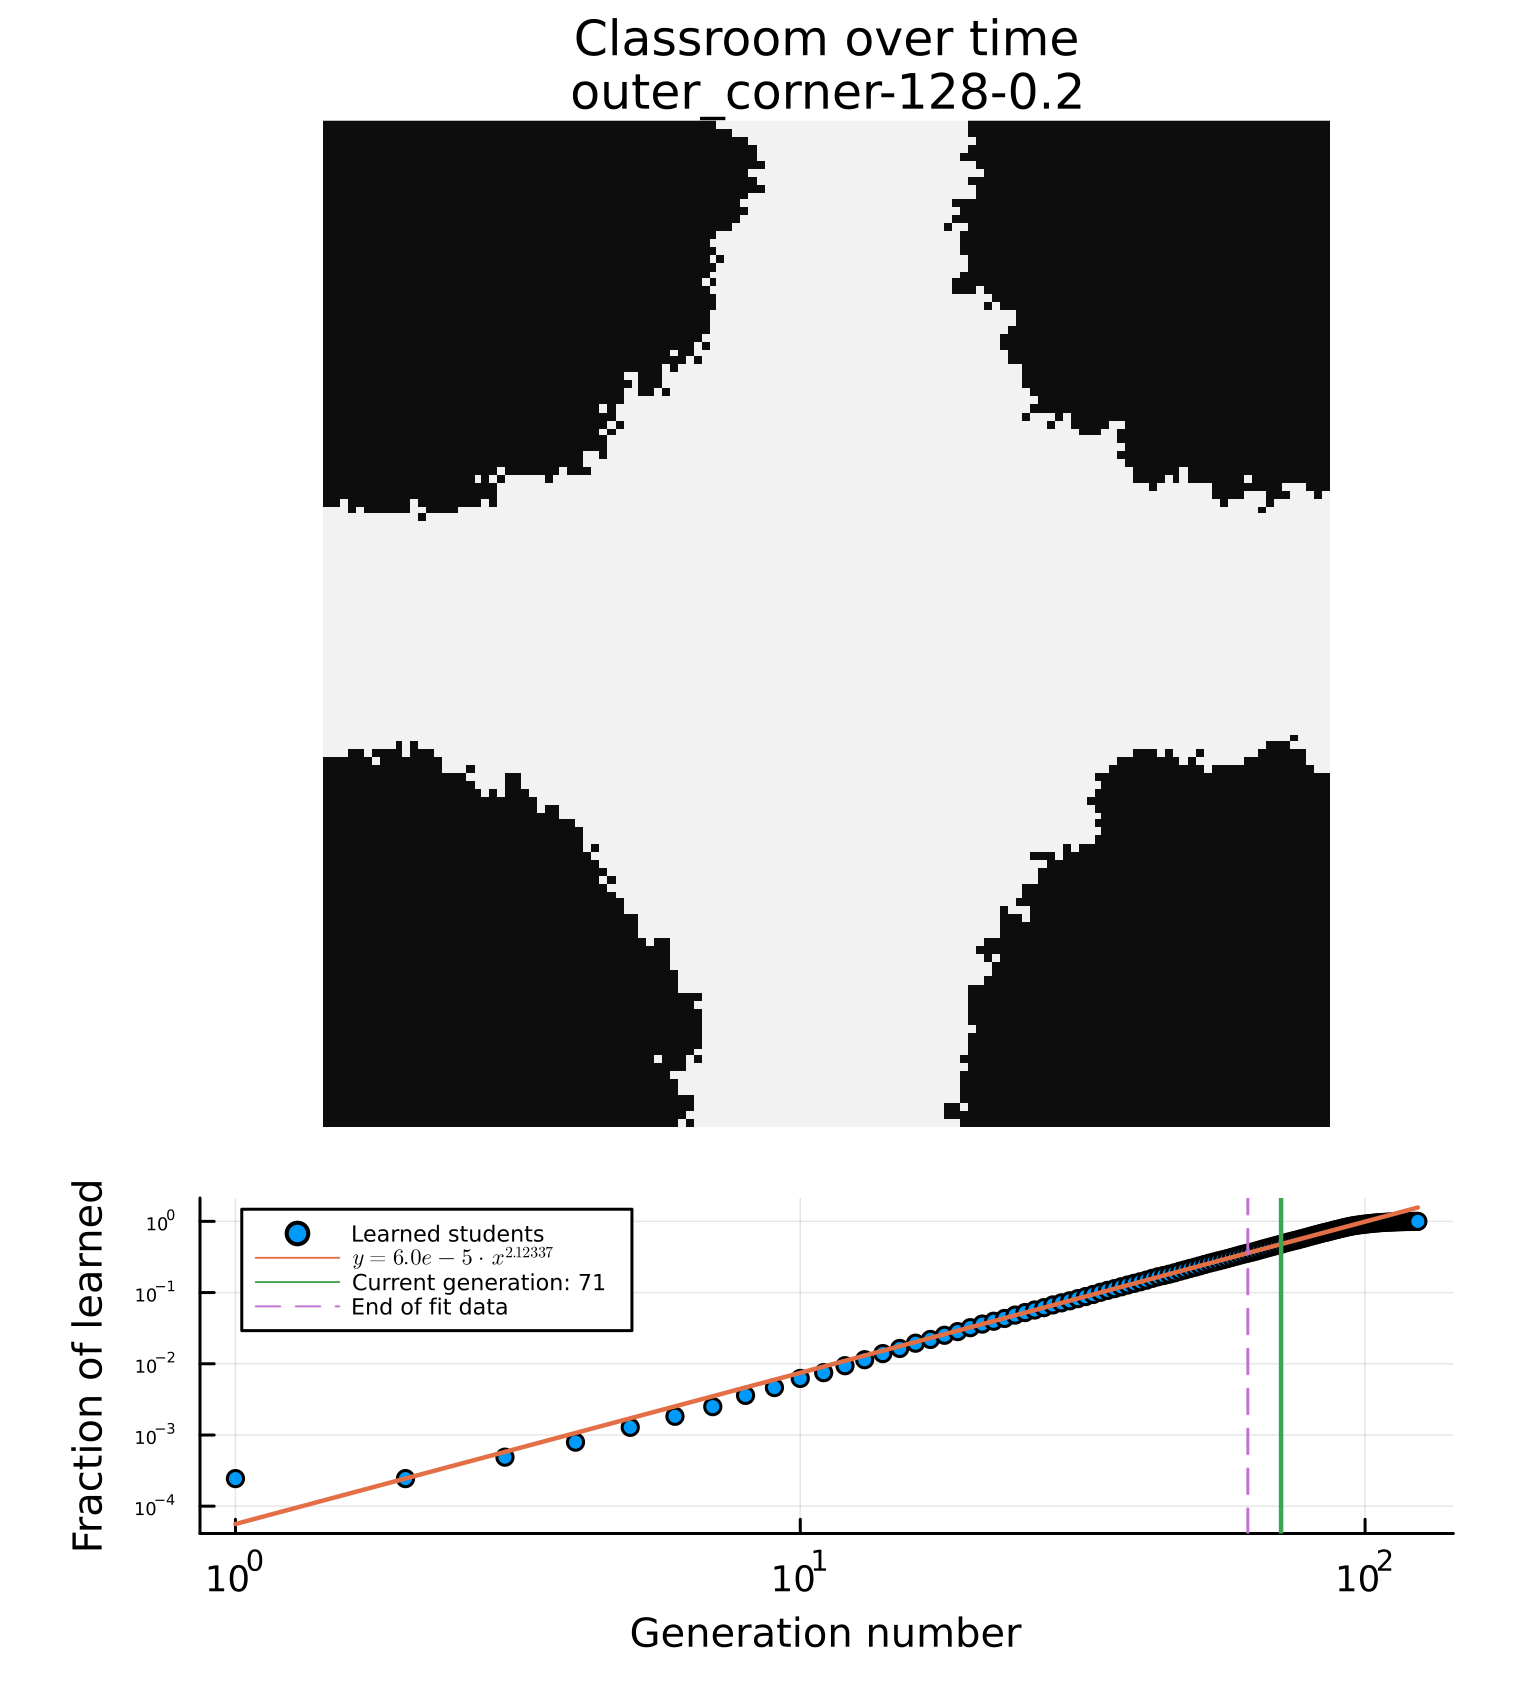 Classroom over time
outer_corner-128-0.2
Fraction of learned
10^0
10^−1
10^−2
10^−3
10^−4
Learned students
y = 6.0e − 5 · x^2.12337
Current generation: 71
End of fit data
10^0
10^1
10^2
Generation number